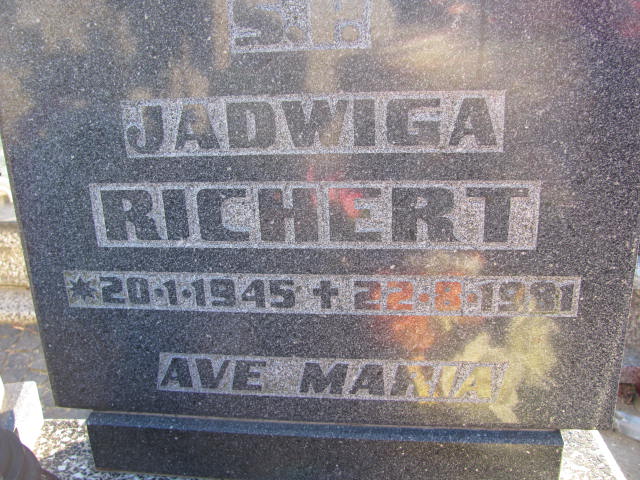 Ś.P.
JADWIGA
RICHERT
*20·1·1945 + 22·8·1981
AVE MARIA